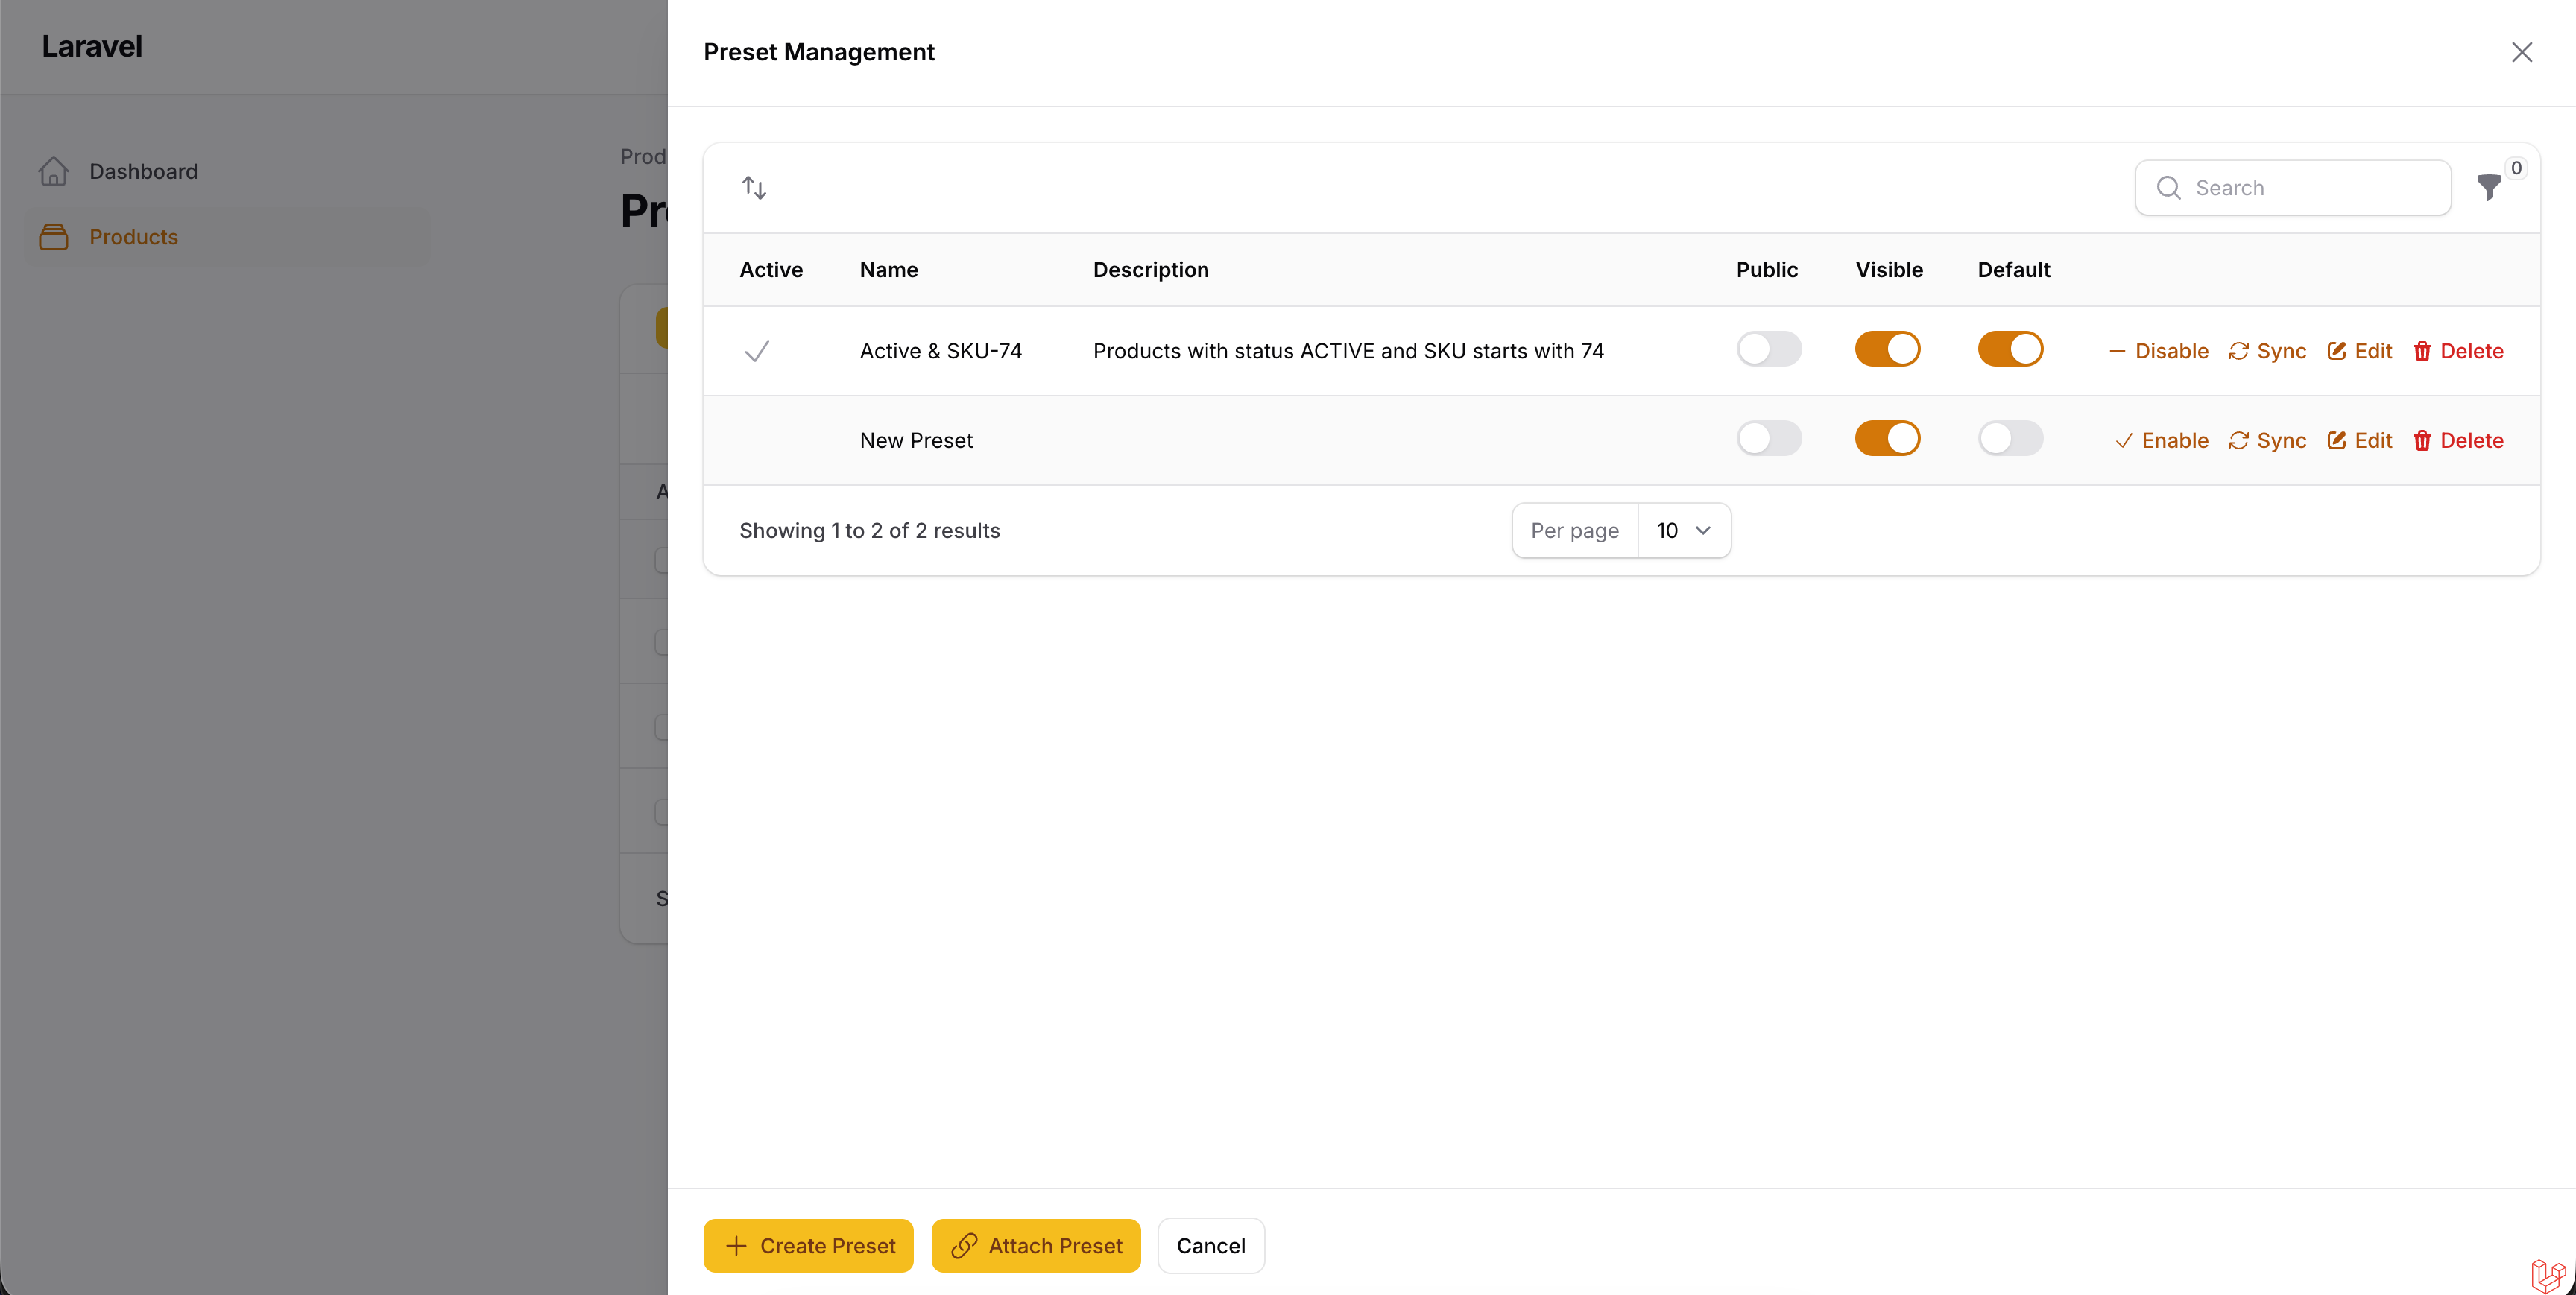 Laravel
Dashboard
Products
Preset Management
Search
0
Active Name Description Public Visible Default
Active & SKU-74 Products with status ACTIVE and SKU starts with 74 Disable Sync Edit Delete
New Preset Enable Sync Edit Delete
Showing 1 to 2 of 2 results Per page 10
Create Preset Attach Preset Cancel